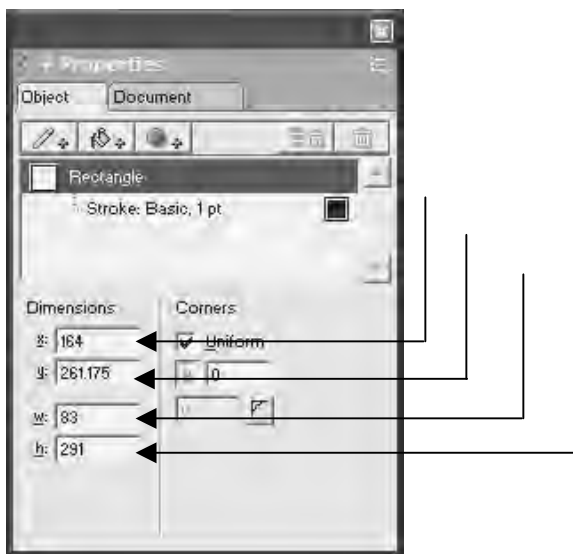 Properties
Object Document
Rectangle
Stroke: Basic, 1 pt
Dimensions Corners
x: 164 Uniform
y: 261.175 0
w: 83
h: 291